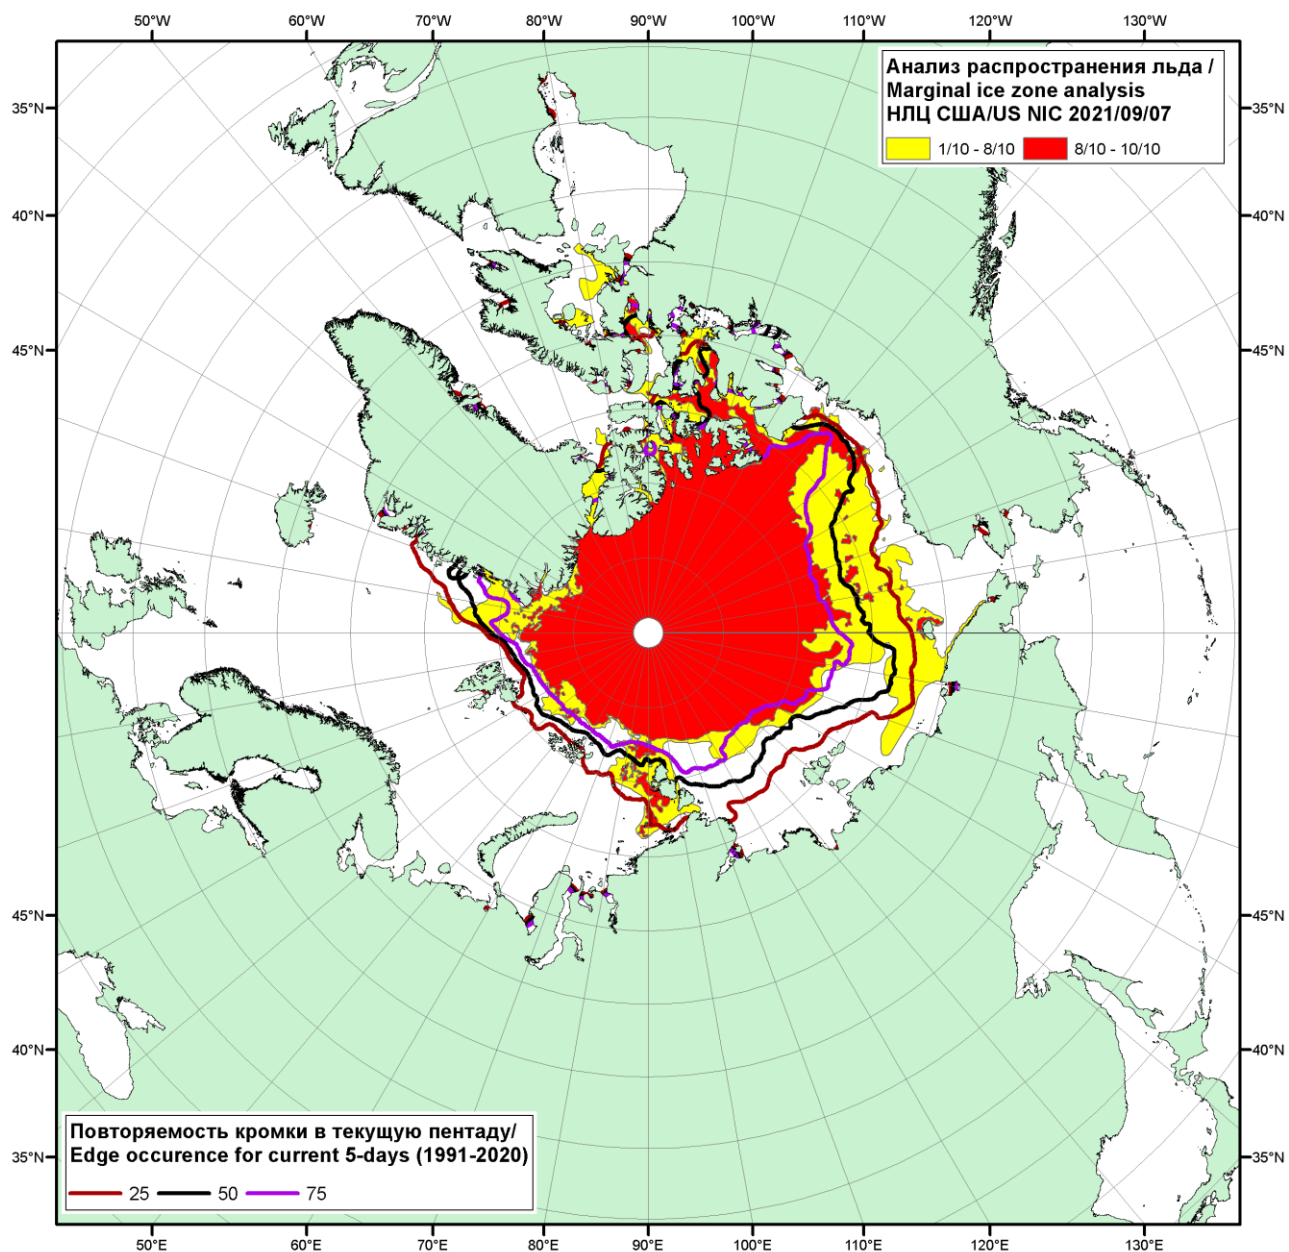 50°W 60°W 70°W 80°W 90°W 100°W 110°W 120°W 130°W
Анализ распространения льда /
Marginal ice zone analysis
НЛЦ США/US NIC 2021/09/07
1/10 - 8/10 8/10 - 10/10
35°N 35°N
40°N 40°N
45°N 45°N
45°N 45°N
40°N 40°N
Повторяемость кромки в текущую пентаду/
Edge occurence for current 5-days (1991-2020)
35°N 35°N
25 50 75
50°E 60°E 70°E 80°E 90°E 100°E 110°E 120°E 130°E